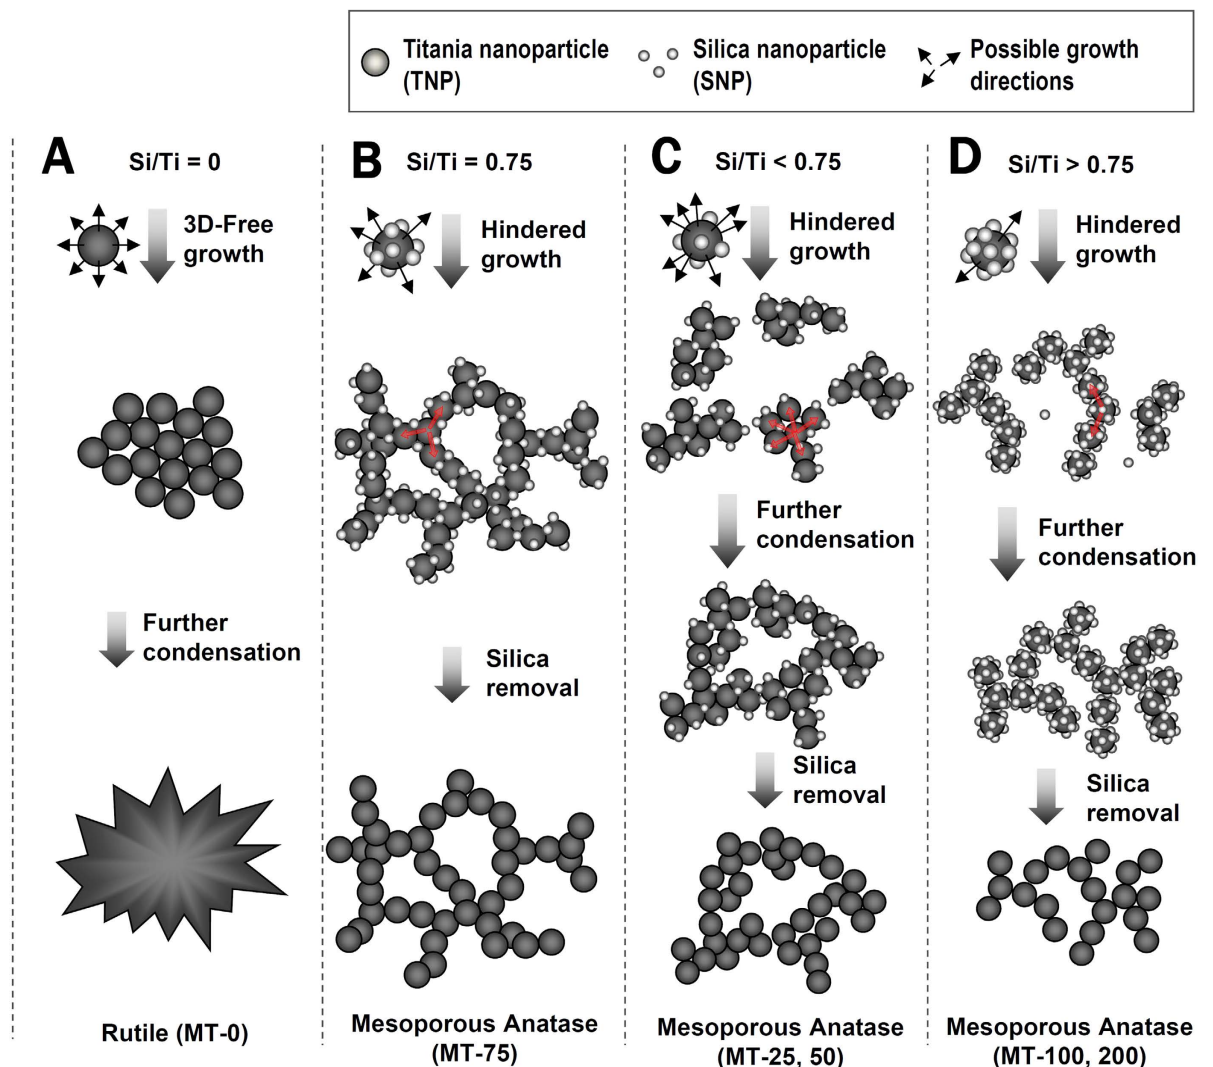 Titania nanoparticle
(TNP)
Silica nanoparticle
(SNP)
Possible growth
directions
A
Si/Ti = 0
3D-Free
growth
Further
condensation
Rutile (MT-0)
B
Si/Ti = 0.75
Hindered
growth
Silica
removal
Mesoporous Anatase
(MT-75)
C
Si/Ti < 0.75
Hindered
growth
Further
condensation
Silica
removal
Mesoporous Anatase
(MT-25, 50)
D
Si/Ti > 0.75
Hindered
growth
Further
condensation
Silica
removal
Mesoporous Anatase
(MT-100, 200)